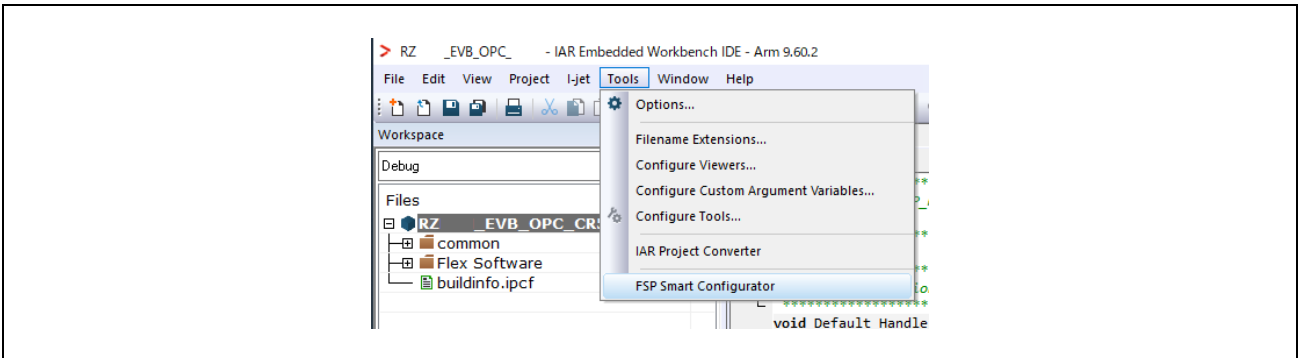 RZ _EVB_OPC_ - IAR Embedded Workbench IDE - Arm 9.60.2
File Edit View Project I-jet Tools Window Help
Options...
Workspace
Filename Extensions...
Debug
Configure Viewers...
Configure Custom Argument Variables...
Files
Configure Tools...
RZ _EVB_OPC_CR
common
IAR Project Converter
Flex Software
buildinfo.ipcf
FSP Smart Configurator
void Default Handle